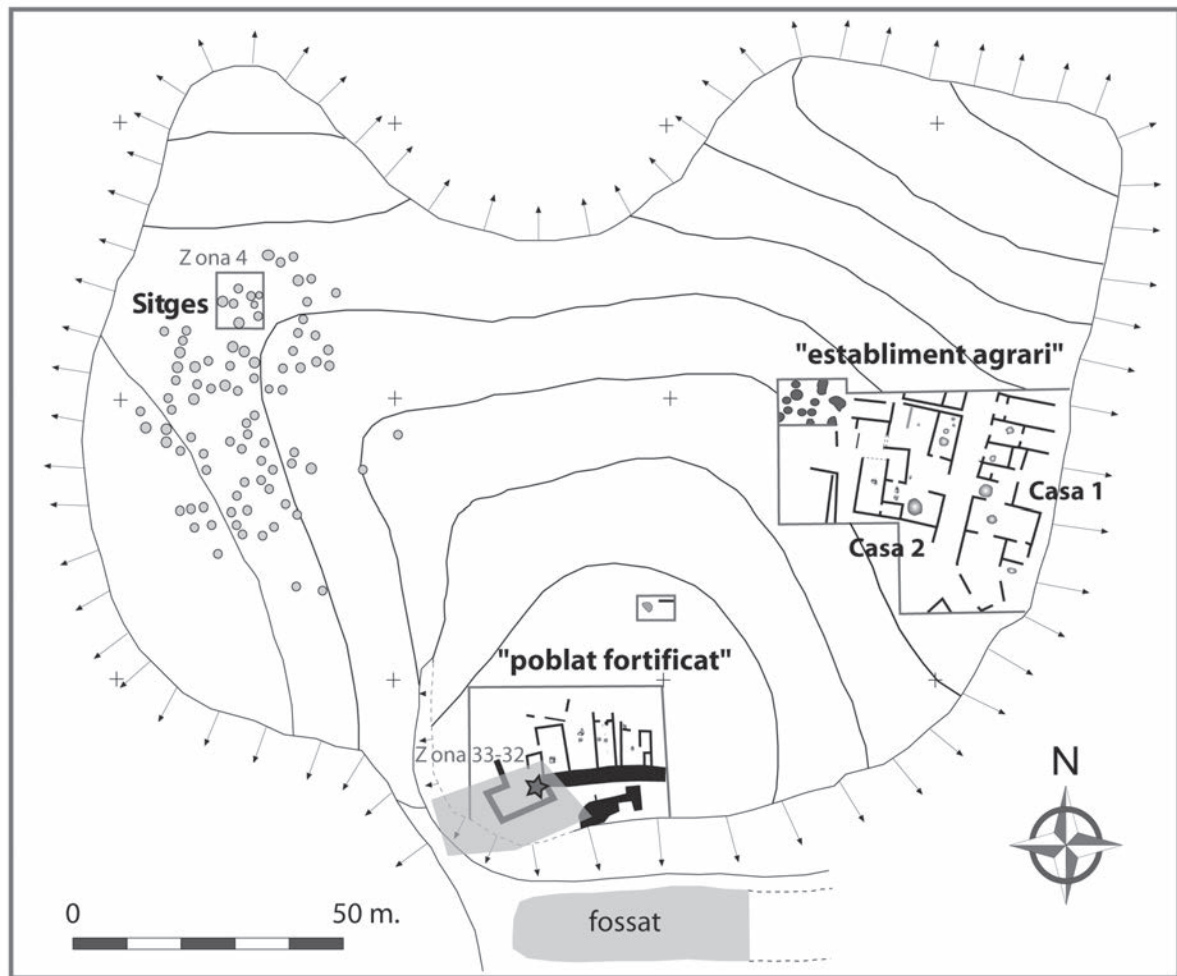 Zona 4
Sitges
"establiment agrari"
Casa 1
Casa 2
"poblat fortificat"
Zona 33-32
N
0 50 m.
fossat